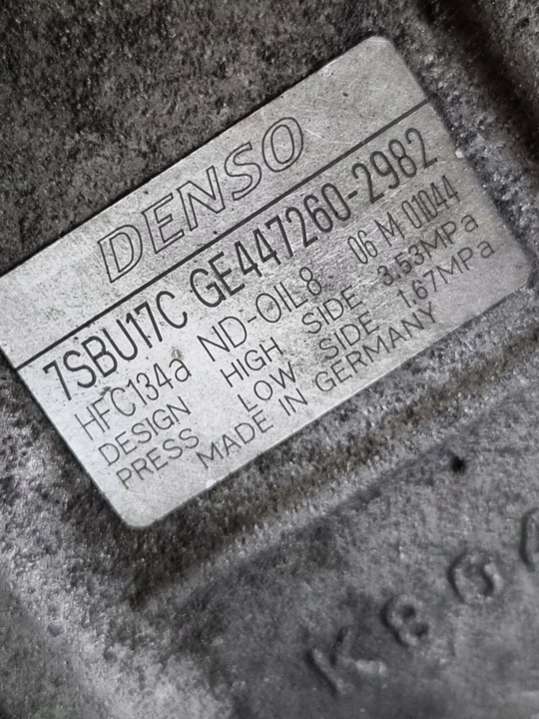 DENSO
7SBU17C GE447260-2982
HFC134a ND-OIL8 06 M 01044
DESIGN HIGH SIDE 3.53MPa
PRESS LOW SIDE 1.67MPa
MADE IN GERMANY